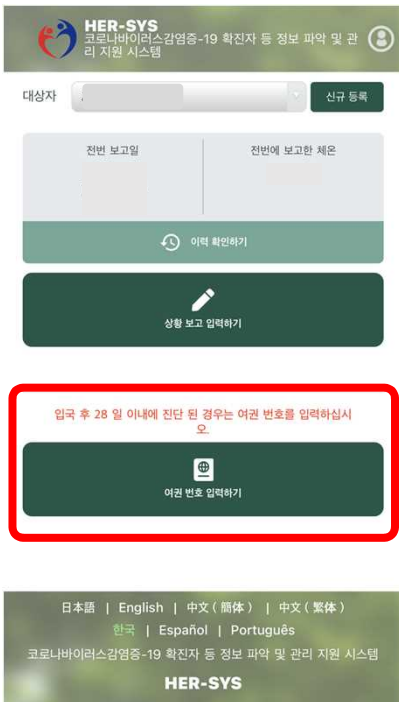 HER-SYS
코로나바이러스감염증-19 확진자 등 정보 파악 및 관
리 지원 시스템
대상자
신규 등록
전번 보고일
전번에 보고한 체온
이력 확인하기
상황 보고 입력하기
입국 후 28 일 이내에 진단 된 경우는 여권 번호를 입력하십시
오.
여권 번호 입력하기
日本語 | English | 中文 ( 簡体 ) | 中文 ( 繁体 )
한국 | Español | Português
코로나바이러스감염증-19 확진자 등 정보 파악 및 관리 지원 시스템
HER-SYS